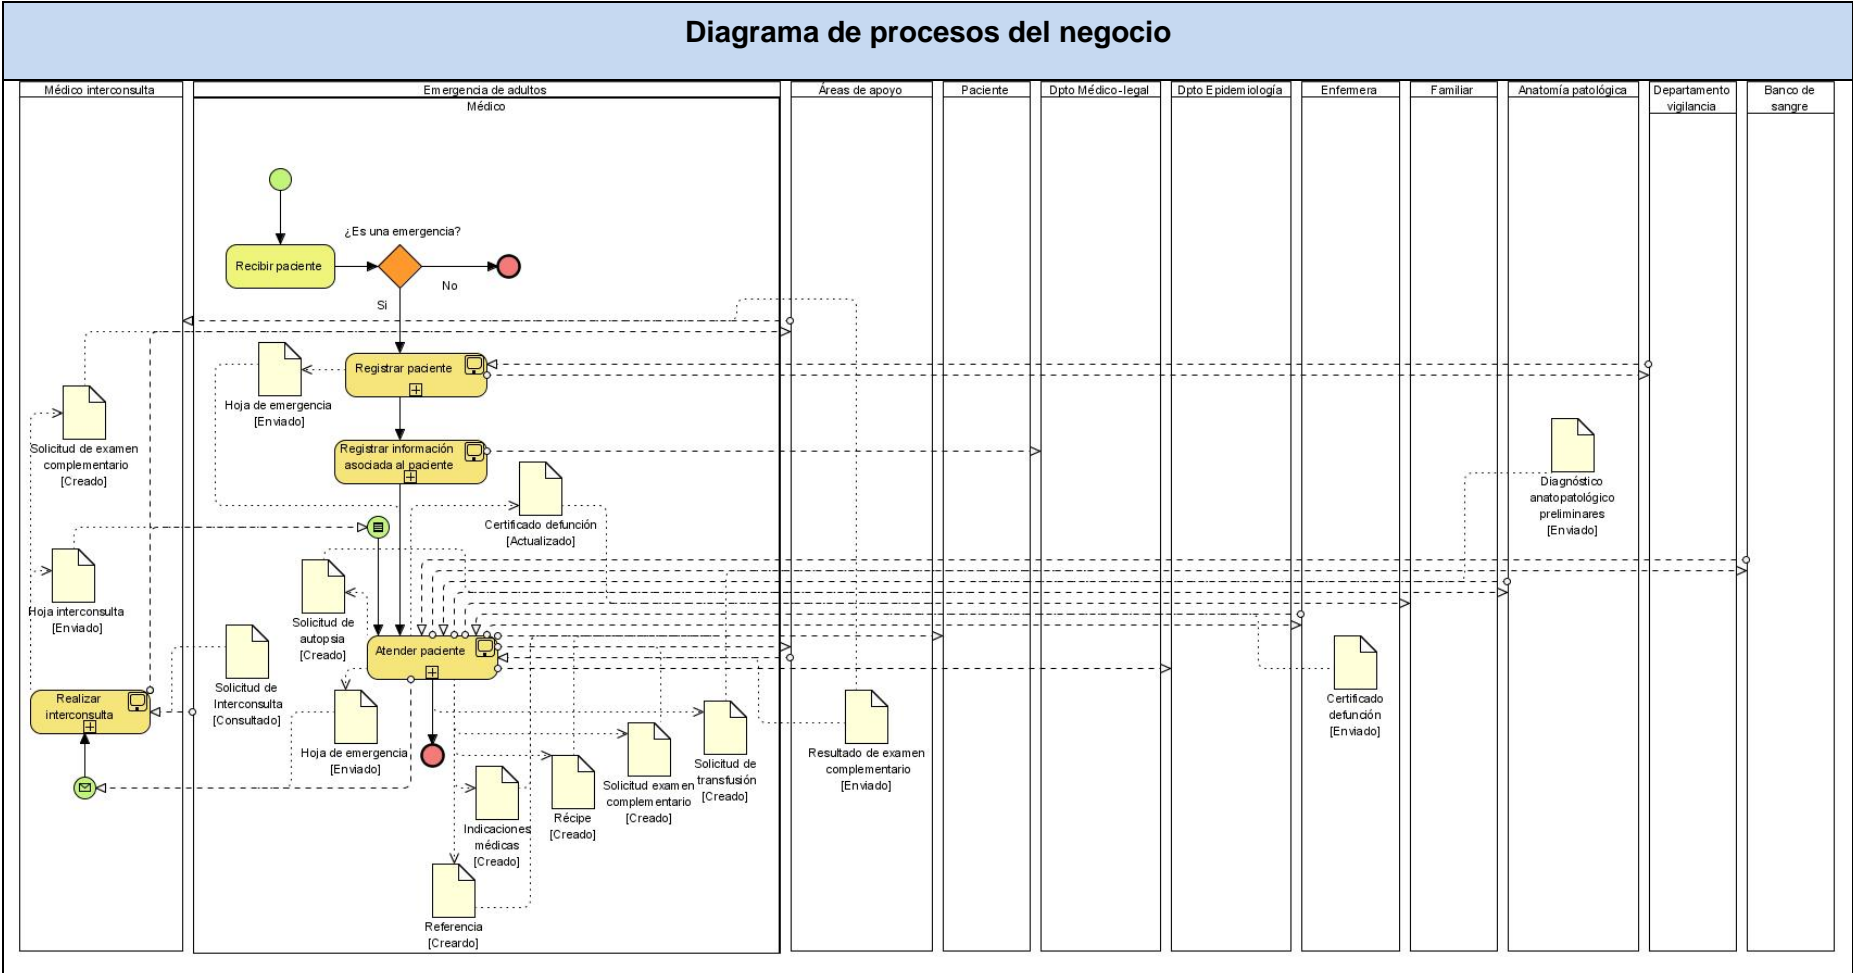 Diagrama de procesos del negocio
Médico interconsulta
Emergencia de adultos
Médico
Áreas de apoyo
Paciente
Dpto Médico-legal
Dpto Epidemiología
Enfermera
Familiar
Anatomía patológica
Departamento
vigilancia
Banco de
sangre
¿Es una emergencia?
Recibir paciente
No
Si
Registrar paciente
Hoja de emergencia
[Enviado]
Solicitud de examen
complementario
[Creado]
Registrar información
asociada al paciente
Certificado defunción
[Actualizado]
Diagnóstico
anatopatológico
preliminares
[Enviado]
Hoja interconsulta
[Enviado]
Solicitud de
autopsia
[Creado]
Atender paciente
Solicitud de
Interconsulta
[Consultado]
Realizar
interconsulta
Hoja de emergencia
[Enviado]
Certificado
defunción
[Enviado]
Solicitud de
transfusión
[Creado]
Resultado de examen
complementario
[Enviado]
Solicitud examen
complementario
[Creado]
Récipe
[Creado]
Indicaciones
médicas
[Creado]
Referencia
[Creardo]